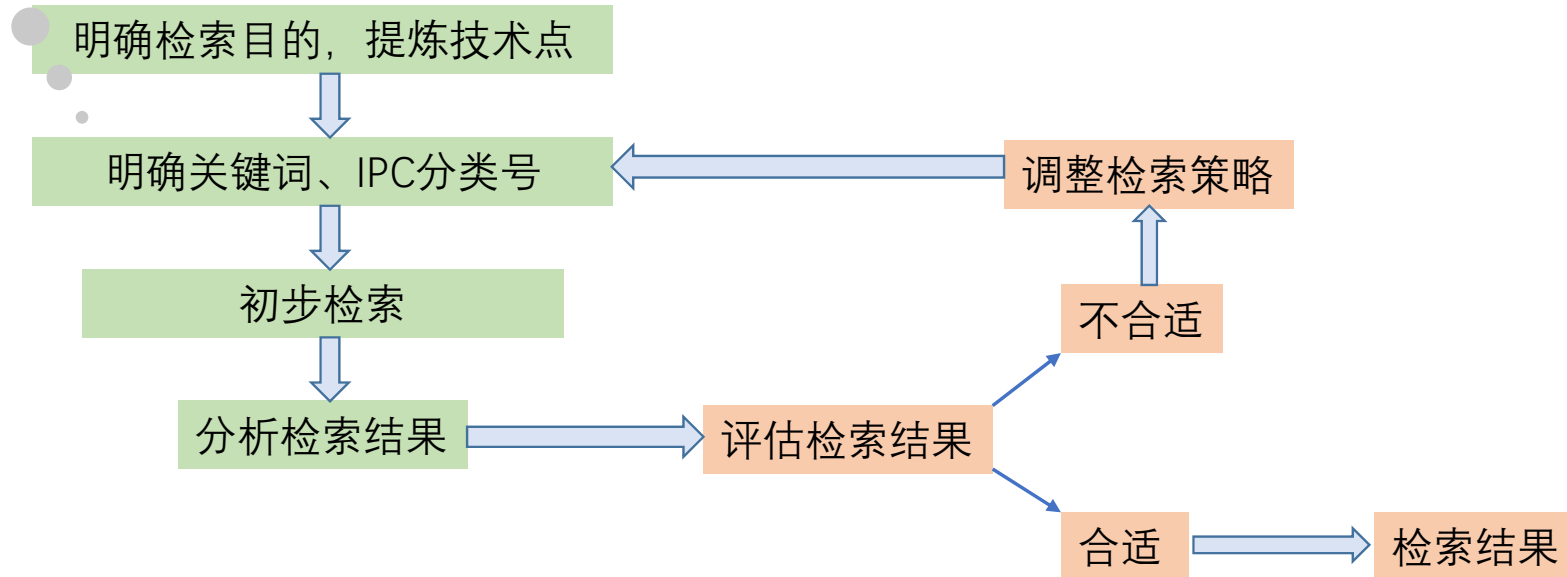 明确检索目的，提炼技术点
明确关键词、IPC分类号
调整检索策略
初步检索
不合适
分析检索结果
评估检索结果
合适
检索结果